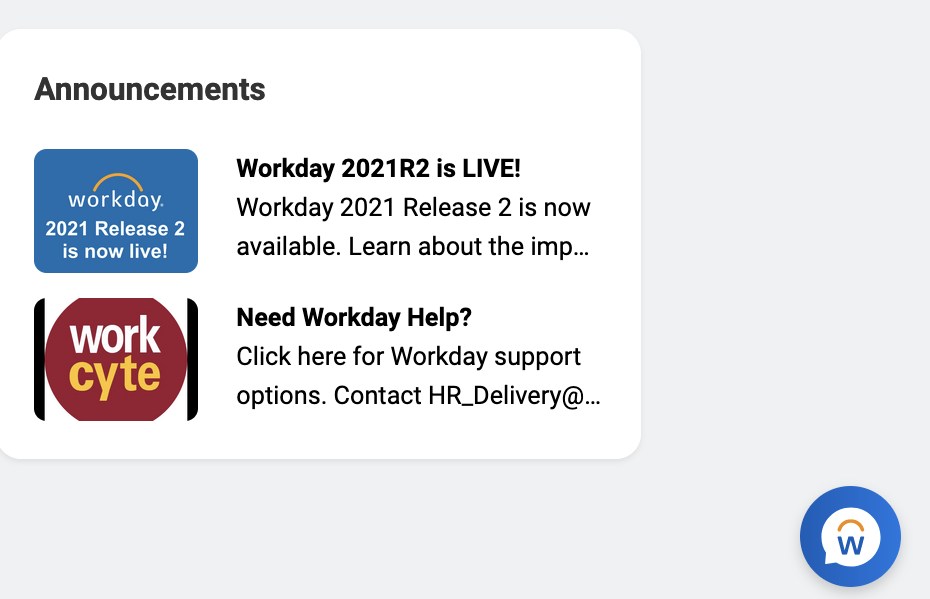 Announcements
workday.
2021 Release 2
is now live!
Workday 2021R2 is LIVE!
Workday 2021 Release 2 is now
available. Learn about the imp...
work
cyte
Need Workday Help?
Click here for Workday support
options. Contact HR_Delivery@...
W